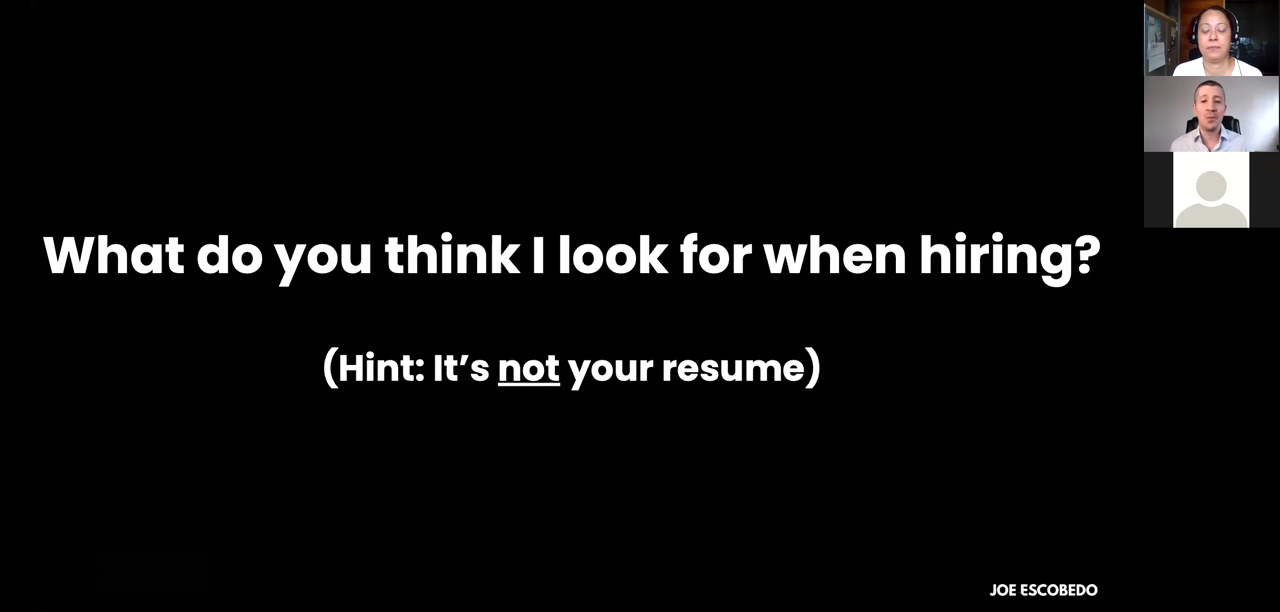 What do you think I look for when hiring?
(Hint: It’s not your resume)
JOE ESCOBEDO